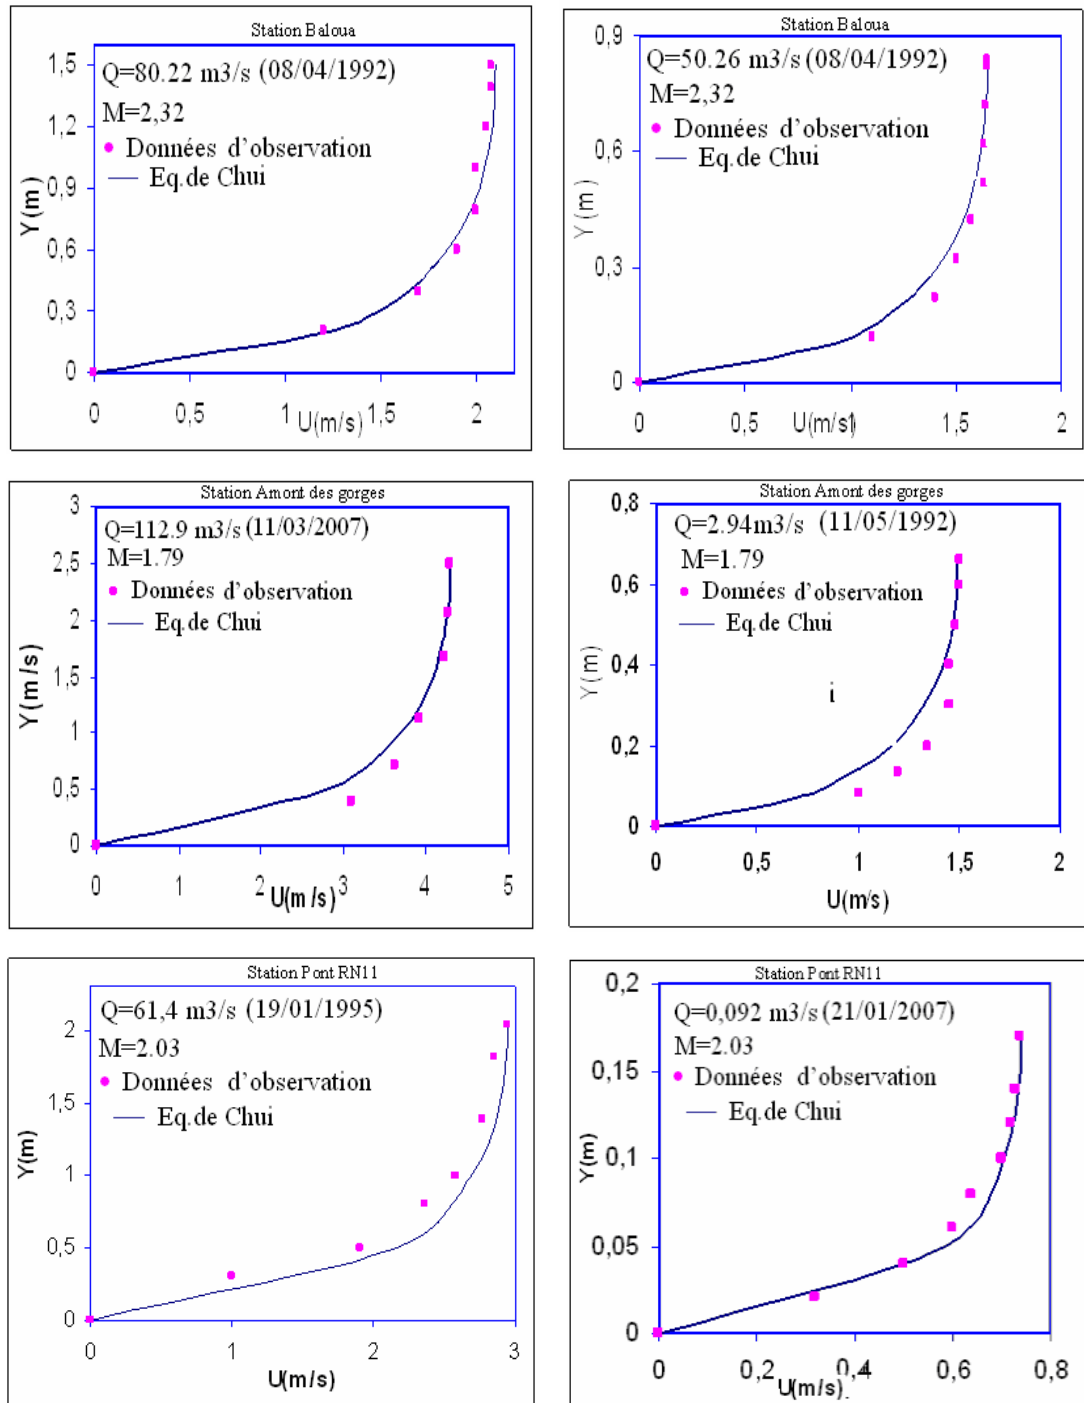 Station Baloua
Q=80.22 m3/s (08/04/1992)
M=2,32
Données d'observation
Eq.de Chui
Y(m)
1,5
1,2
0,9
0,6
0,3
0
0 0,5 1 1,5 2
U(m/s)
Station Baloua
Q=50.26 m3/s (08/04/1992)
M=2,32
Données d'observation
Eq.de Chui
Y(m)
0,9
0,6
0,3
0
0 0,5 1 1,5 2
U(m/s)
Station Amont des gorges
Q=112.9 m3/s (11/03/2007)
M=1.79
Données d'observation
Eq.de Chui
Y(m/s)
3
2,5
2
1,5
1
0,5
0
0 1 2 3 4 5
U(m/s)
Station Amont des gorges
Q=2.94m3/s (11/05/1992)
M=1.79
Données d'observation
Eq.de Chui
i
Y(m)
0,8
0,6
0,4
0,2
0
0 0,5 1 1,5 2
U(m/s)
Station Pont RN11
Q=61,4 m3/s (19/01/1995)
M=2.03
Données d'observation
Eq.de Chui
Y(m)
2
1,5
1
0,5
0
0 1 2 3
U(m/s)
Station Pont RN11
Q=0,092 m3/s (21/01/2007)
M=2.03
Données d'observation
Eq.de Chui
Y(m)
0,2
0,15
0,1
0,05
0
0 0,2 0,4 0,6 0,8
U(m/s).